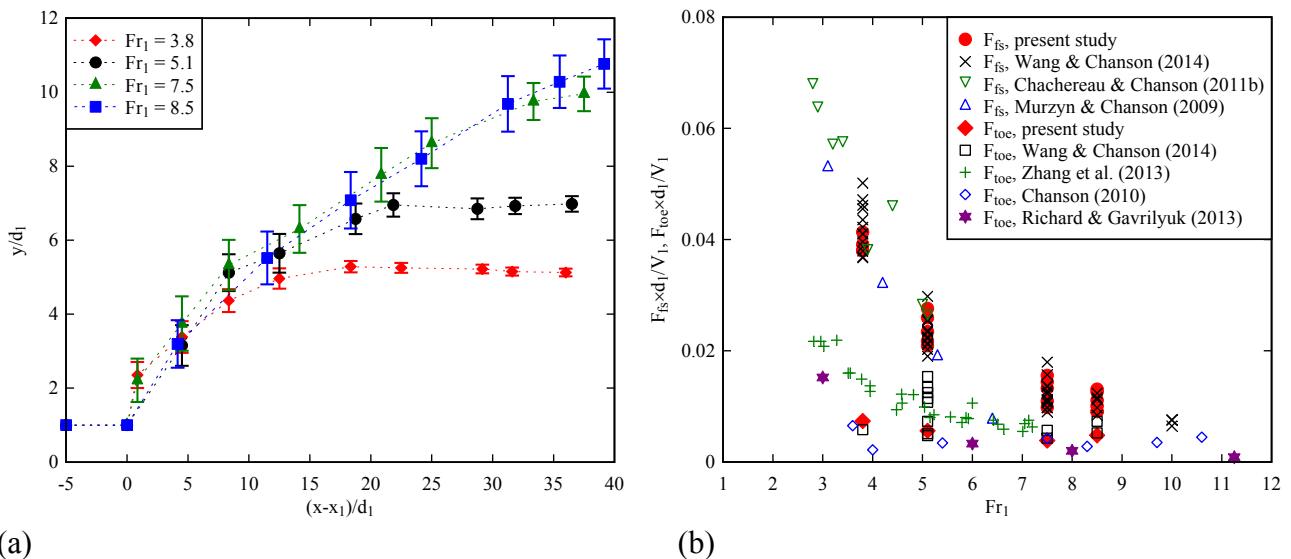 12
10
8
6
4
2
0
y/d1
-5
0
5
10
15
20
25
30
35
40
(x-x1)/d1
Fr1 = 3.8
Fr1 = 5.1
Fr1 = 7.5
Fr1 = 8.5
(a)
0.08
0.06
0.04
0.02
0
Ffs×d1/V1, Ftoe×d1/V1
1
2
3
4
5
6
7
8
9
10
11
12
Fr1
Ffs, present study
Ffs, Wang & Chanson (2014)
Ffs, Chachereau & Chanson (2011b)
Ffs, Murzyn & Chanson (2009)
Ftoe, present study
Ftoe, Wang & Chanson (2014)
Ftoe, Zhang et al. (2013)
Ftoe, Chanson (2010)
Ftoe, Richard & Gavrilyuk (2013)
(b)